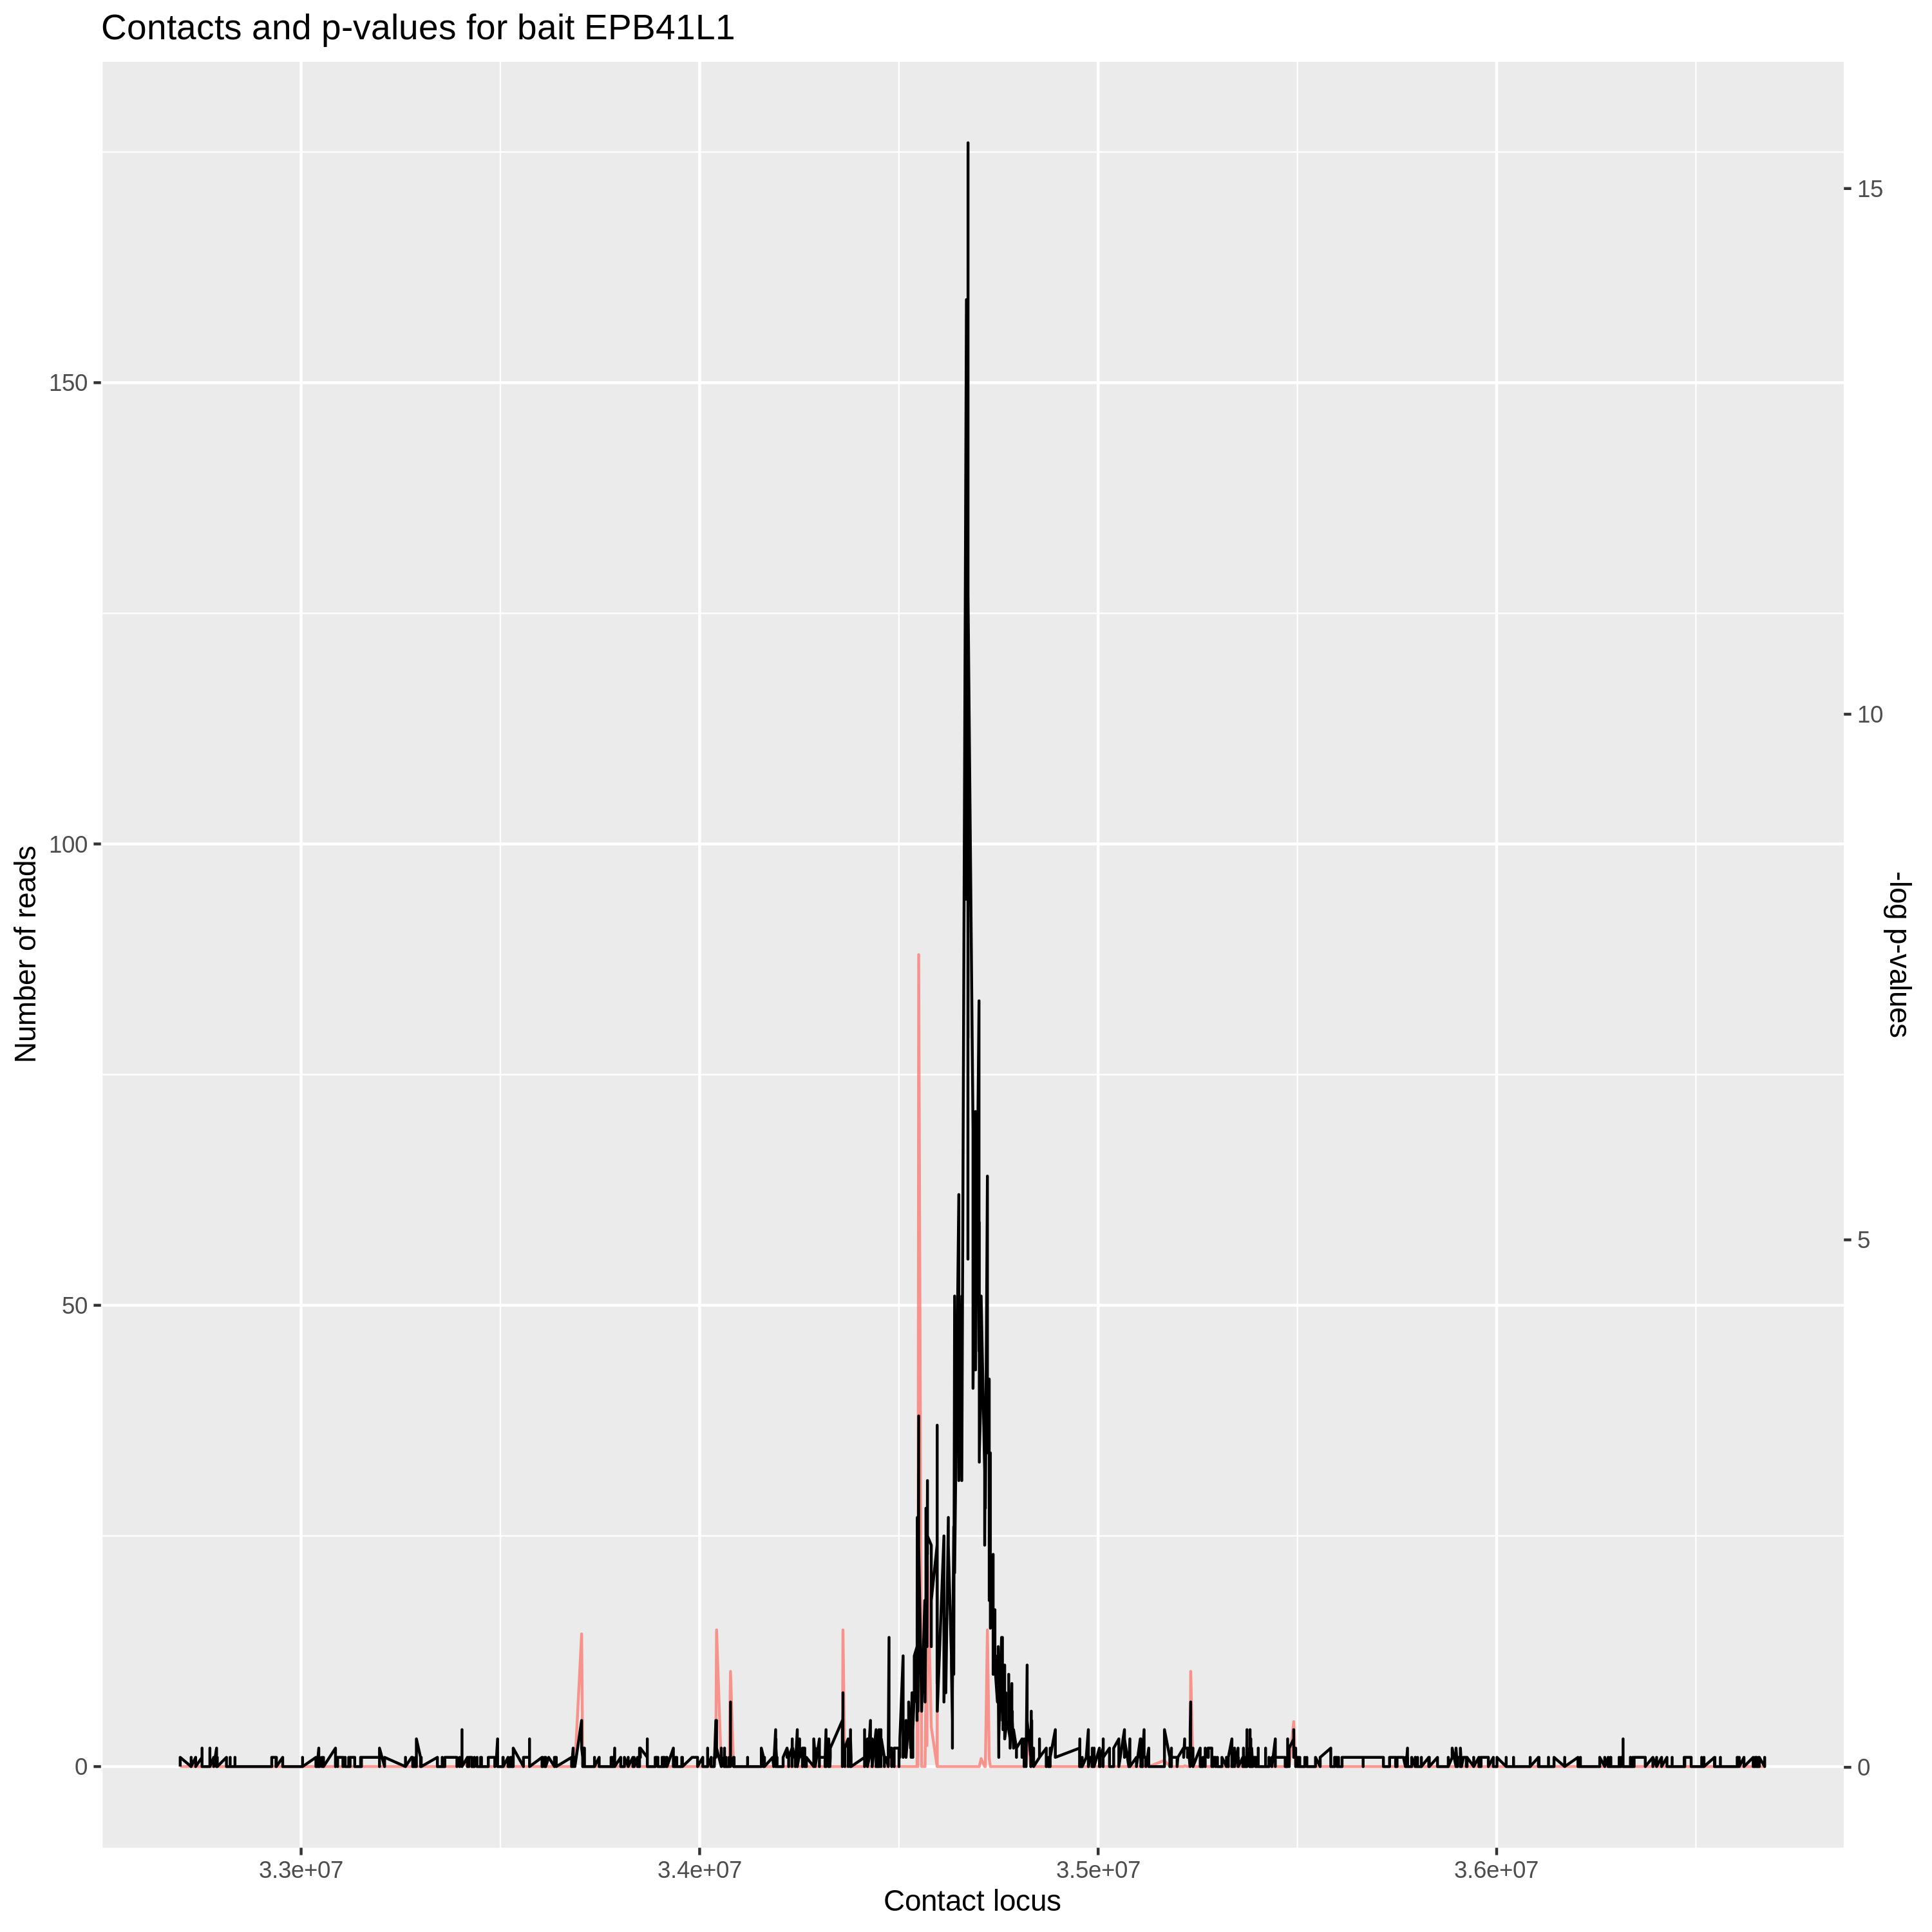 Contacts and p-values for bait EPB41L1
150
100
50
0
15
10
5
0
Number of reads
-log p-values
3.3e+07
3.4e+07
3.5e+07
3.6e+07
Contact locus